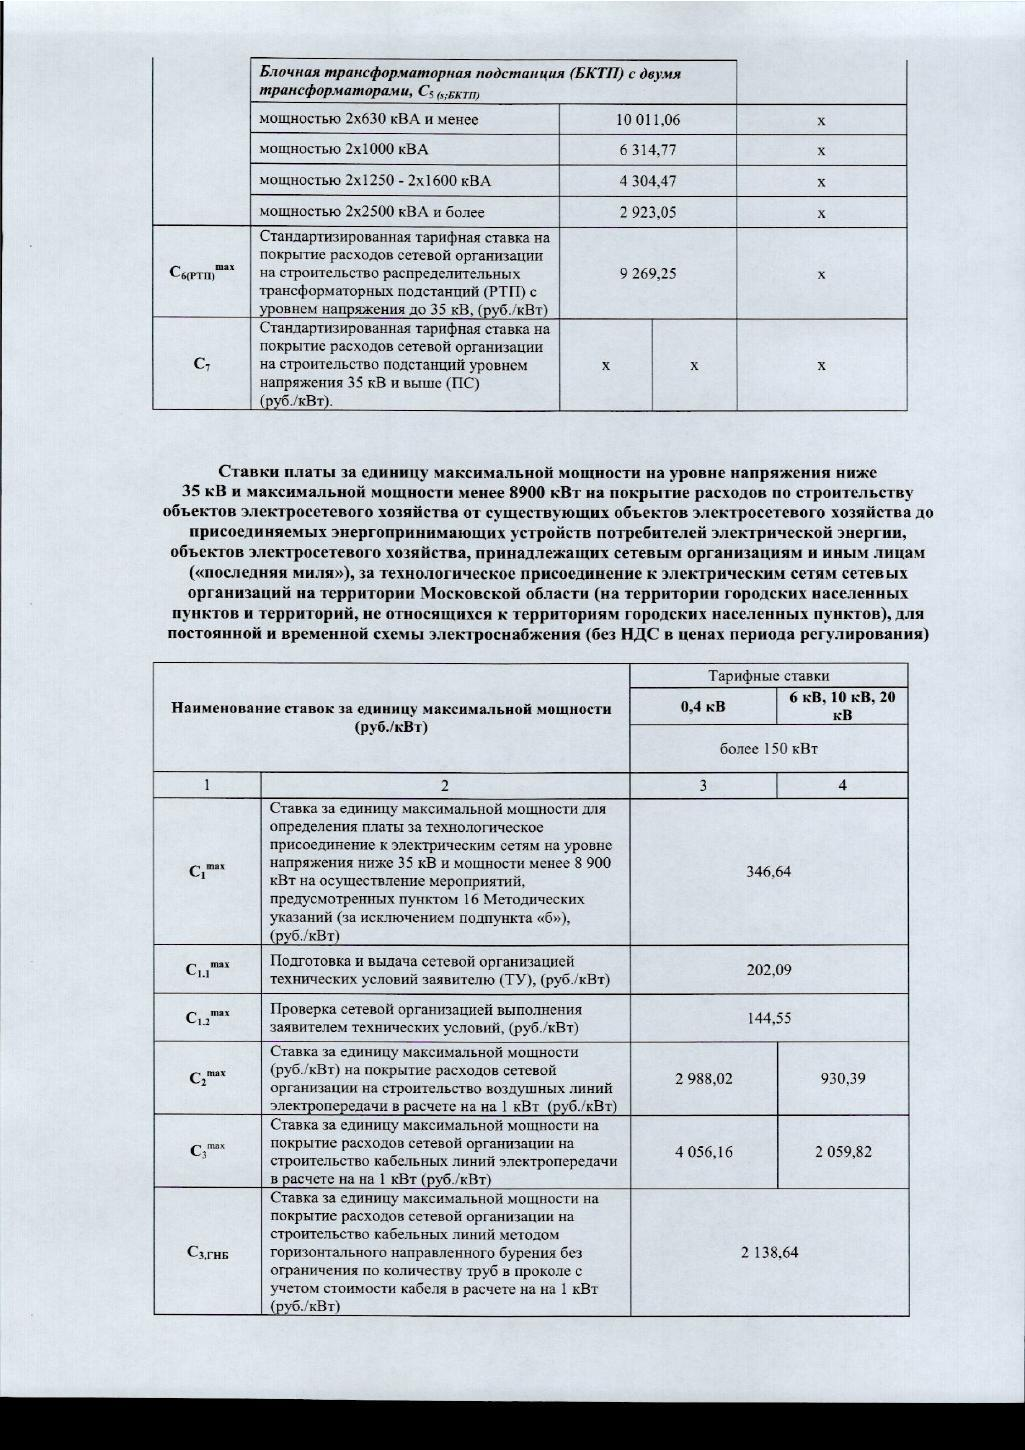 Блочная трансформаторная подстанция (БКТП) с двумя
трансформаторами, С5 (s;БКТП)
мощностью 2х630 кВА и менее 10 011,06 х
мощностью 2х1000 кВА 6 314,77 х
мощностью 2х1250 - 2х1600 кВА 4 304,47 х
мощностью 2х2500 кВА и более 2 923,05 х
С6(РТП)max
Стандартизированная тарифная ставка на
покрытие расходов сетевой организации
на строительство распределительных
трансформаторных подстанций (РТП) с
уровнем напряжения до 35 кВ, (руб./кВт)
9 269,25 х
С7
Стандартизированная тарифная ставка на
покрытие расходов сетевой организации
на строительство подстанций уровнем
напряжения 35 кВ и выше (ПС)
(руб./кВт).
х х х
Ставки платы за единицу максимальной мощности на уровне напряжения ниже
35 кВ и максимальной мощности менее 8900 кВт на покрытие расходов по строительству
объектов электросетевого хозяйства от существующих объектов электросетевого хозяйства до
присоединяемых энергопринимающих устройств потребителей электрической энергии,
объектов электросетевого хозяйства, принадлежащих сетевым организациям и иным лицам
(«последняя миля»), за технологическое присоединение к электрическим сетям сетевых
организаций на территории Московской области (на территории городских населенных
пунктов и территорий, не относящихся к территориям городских населенных пунктов), для
постоянной и временной схемы электроснабжения (без НДС в ценах периода регулирования)
Наименование ставок за единицу максимальной мощности
(руб./кВт)
Тарифные ставки
0,4 кВ
6 кВ, 10 кВ, 20
кВ
более 150 кВт
1 2 3 4
С1max
Ставка за единицу максимальной мощности для
определения платы за технологическое
присоединение к электрическим сетям на уровне
напряжения ниже 35 кВ и мощности менее 8 900
кВт на осуществление мероприятий,
предусмотренных пунктом 16 Методических
указаний (за исключением подпункта «б»),
(руб./кВт)
346,64
С1.1max
Подготовка и выдача сетевой организацией
технических условий заявителю (ТУ), (руб./кВт)
202,09
С1.2max
Проверка сетевой организацией выполнения
заявителем технических условий, (руб./кВт)
144,55
С2max
Ставка за единицу максимальной мощности
(руб./кВт) на покрытие расходов сетевой
организации на строительство воздушных линий
электропередачи в расчете на на 1 кВт (руб./кВт)
2 988,02 930,39
С3max
Ставка за единицу максимальной мощности на
покрытие расходов сетевой организации на
строительство кабельных линий электропередачи
в расчете на на 1 кВт (руб./кВт)
4 056,16 2 059,82
С3,ГНБ
Ставка за единицу максимальной мощности на
покрытие расходов сетевой организации на
строительство кабельных линий методом
горизонтального направленного бурения без
ограничения по количеству труб в проколе с
учетом стоимости кабеля в расчете на на 1 кВт
(руб./кВт)
2 138,64